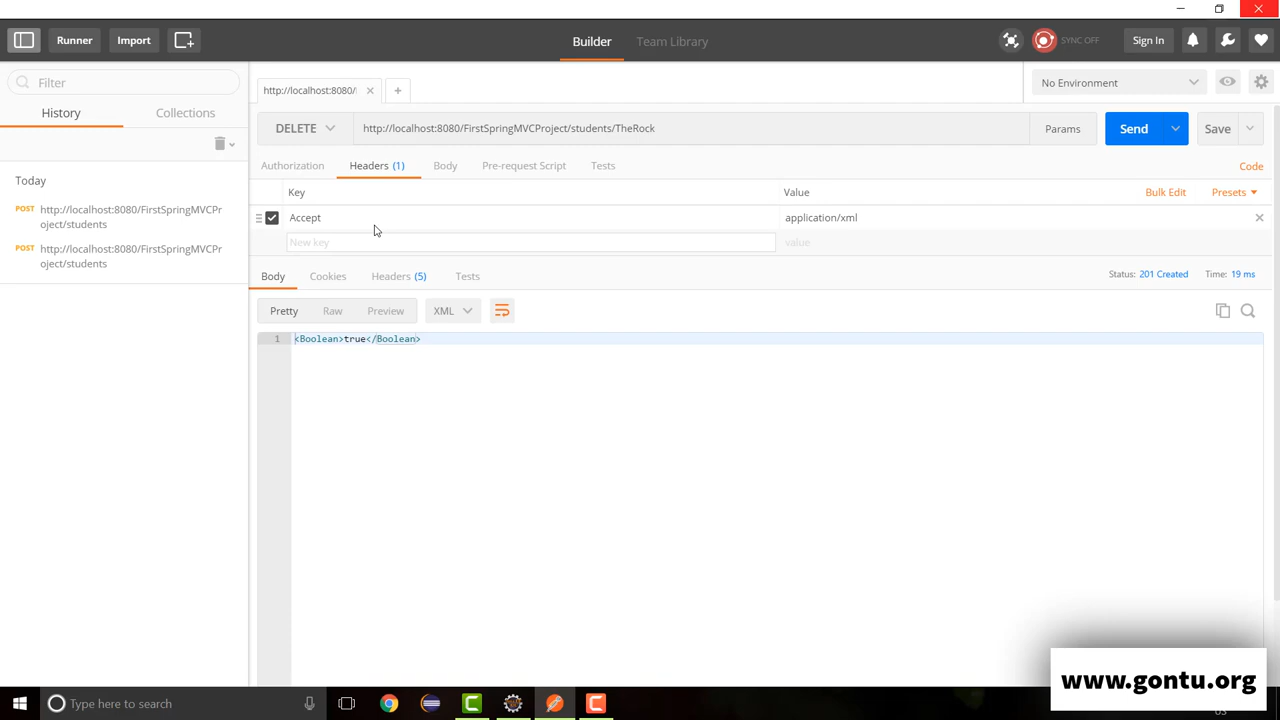 Runner
Import
Builder
Team Library
SYNC OFF
Sign In
Filter
History
Collections
Today
POST http://localhost:8080/FirstSpringMVCPr
oject/students
POST http://localhost:8080/FirstSpringMVCPr
oject/students
http://localhost:8080/
+
No Environment
DELETE
http://localhost:8080/FirstSpringMVCProject/students/TheRock
Params
Send
Save
Authorization
Headers (1)
Body
Pre-request Script
Tests
Code
Key
Value
Bulk Edit
Presets
Accept
application/xml
New key
value
Body
Cookies
Headers (5)
Tests
Status: 201 Created
Time: 19 ms
Pretty
Raw
Preview
XML
1 <Boolean>true</Boolean>
www.gontu.org
Type here to search